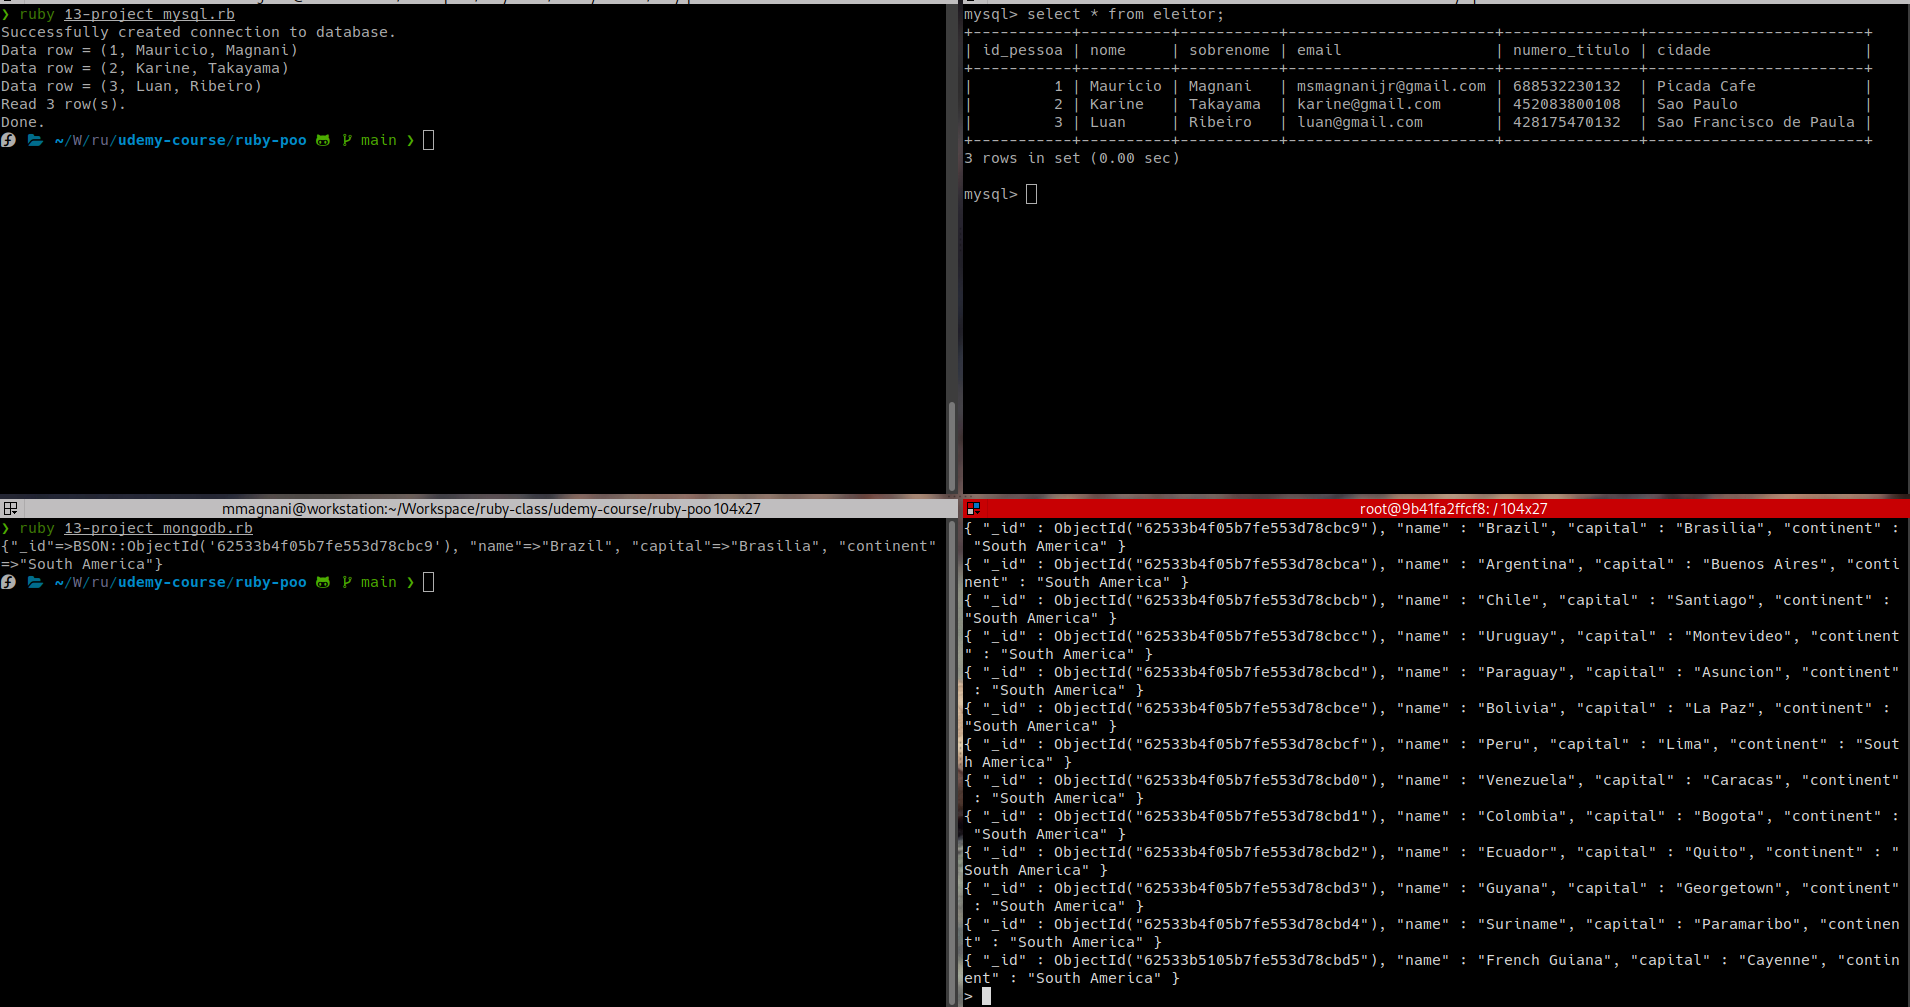 ❯ ruby 13-project_mysql.rb
Successfully created connection to database.
Data row = (1, Mauricio, Magnani)
Data row = (2, Karine, Takayama)
Data row = (3, Luan, Ribeiro)
Read 3 row(s).
Done.
~/W/ru/udemy-course/ruby-poo main ❯
mysql> select * from eleitor;
+-----------+----------+-----------+-----------------------+---------------+------------------------+
| id_pessoa | nome     | sobrenome | email                 | numero_titulo | cidade                 |
+-----------+----------+-----------+-----------------------+---------------+------------------------+
|         1 | Mauricio | Magnani   | msmagnanijr@gmail.com | 688532230132  | Picada Cafe            |
|         2 | Karine   | Takayama  | karine@gmail.com      | 452083800108  | Sao Paulo              |
|         3 | Luan     | Ribeiro   | luan@gmail.com        | 428175470132  | Sao Francisco de Paula |
+-----------+----------+-----------+-----------------------+---------------+------------------------+
3 rows in set (0.00 sec)
mysql>
mmagnani@workstation:~/Workspace/ruby-class/udemy-course/ruby-poo 104x27
❯ ruby 13-project_mongodb.rb
{"_id"=>BSON::ObjectId('62533b4f05b7fe553d78cbc9'), "name"=>"Brazil", "capital"=>"Brasilia", "continent"
=>"South America"}
~/W/ru/udemy-course/ruby-poo main ❯
root@9b41fa2ffcf8: / 104x27
{ "_id" : ObjectId("62533b4f05b7fe553d78cbc9"), "name" : "Brazil", "capital" : "Brasilia", "continent" :
 "South America" }
{ "_id" : ObjectId("62533b4f05b7fe553d78cbca"), "name" : "Argentina", "capital" : "Buenos Aires", "conti
nent" : "South America" }
{ "_id" : ObjectId("62533b4f05b7fe553d78cbcb"), "name" : "Chile", "capital" : "Santiago", "continent" :
"South America" }
{ "_id" : ObjectId("62533b4f05b7fe553d78cbcc"), "name" : "Uruguay", "capital" : "Montevideo", "continent
" : "South America" }
{ "_id" : ObjectId("62533b4f05b7fe553d78cbcd"), "name" : "Paraguay", "capital" : "Asuncion", "continent"
 : "South America" }
{ "_id" : ObjectId("62533b4f05b7fe553d78cbce"), "name" : "Bolivia", "capital" : "La Paz", "continent" :
"South America" }
{ "_id" : ObjectId("62533b4f05b7fe553d78cbcf"), "name" : "Peru", "capital" : "Lima", "continent" : "Sout
h America" }
{ "_id" : ObjectId("62533b4f05b7fe553d78cbd0"), "name" : "Venezuela", "capital" : "Caracas", "continent"
 : "South America" }
{ "_id" : ObjectId("62533b4f05b7fe553d78cbd1"), "name" : "Colombia", "capital" : "Bogota", "continent" :
 "South America" }
{ "_id" : ObjectId("62533b4f05b7fe553d78cbd2"), "name" : "Ecuador", "capital" : "Quito", "continent" : "
South America" }
{ "_id" : ObjectId("62533b4f05b7fe553d78cbd3"), "name" : "Guyana", "capital" : "Georgetown", "continent"
 : "South America" }
{ "_id" : ObjectId("62533b4f05b7fe553d78cbd4"), "name" : "Suriname", "capital" : "Paramaribo", "continen
t" : "South America" }
{ "_id" : ObjectId("62533b5105b7fe553d78cbd5"), "name" : "French Guiana", "capital" : "Cayenne", "contin
ent" : "South America" }
>